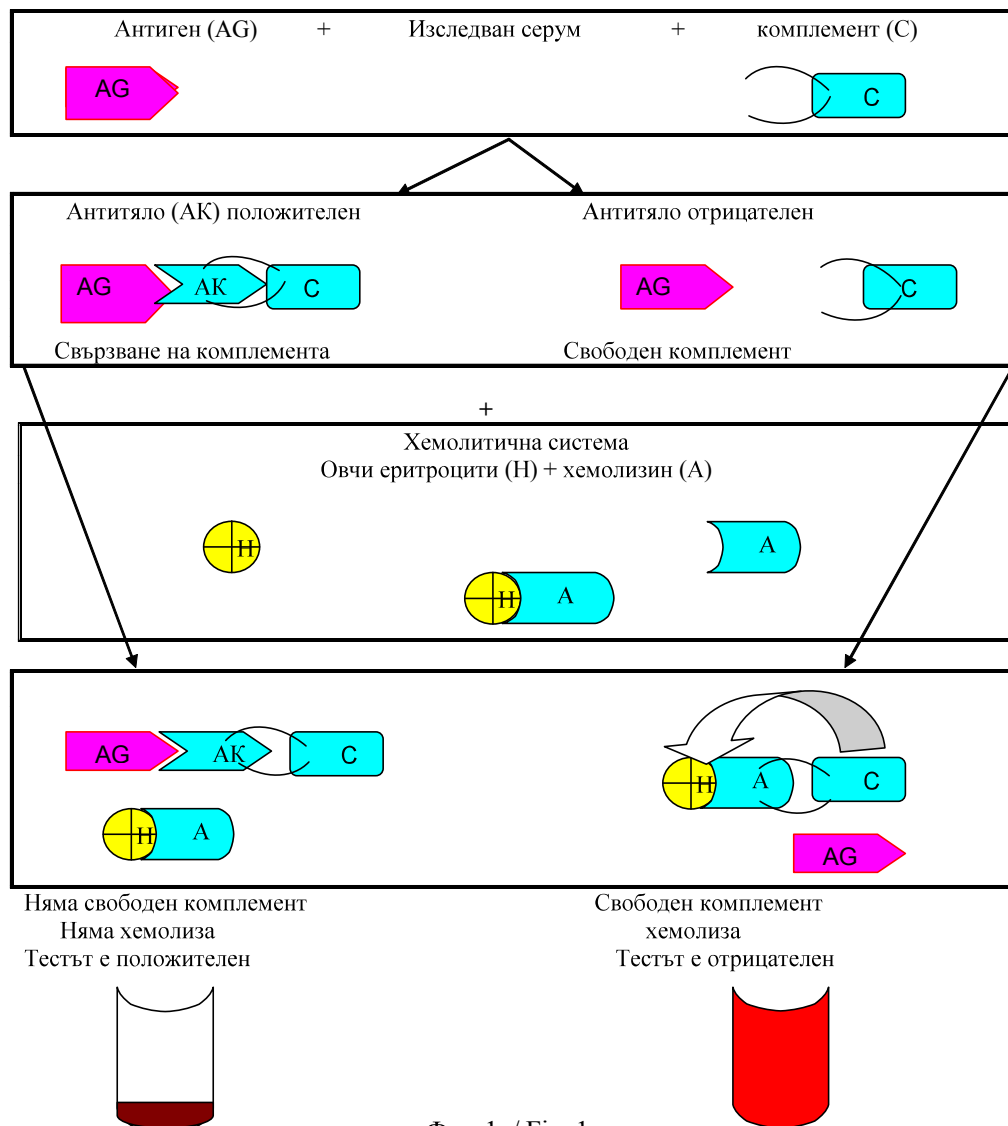 Антиген (AG) + Изследван серум + комплемент (С)
AG
С
Антитяло (АК) положителен Антитяло отрицателен
AG АК С AG С
Свързване на комплемента Свободен комплемент
+
Хемолитична система
Овчи еритроцити (Н) + хемолизин (А)
Н А
Н А
AG АК С Н А С
Н А AG
Няма свободен комплемент Свободен комплемент
Няма хемолиза хемолиза
Тестът е положителен Тестът е отрицателен